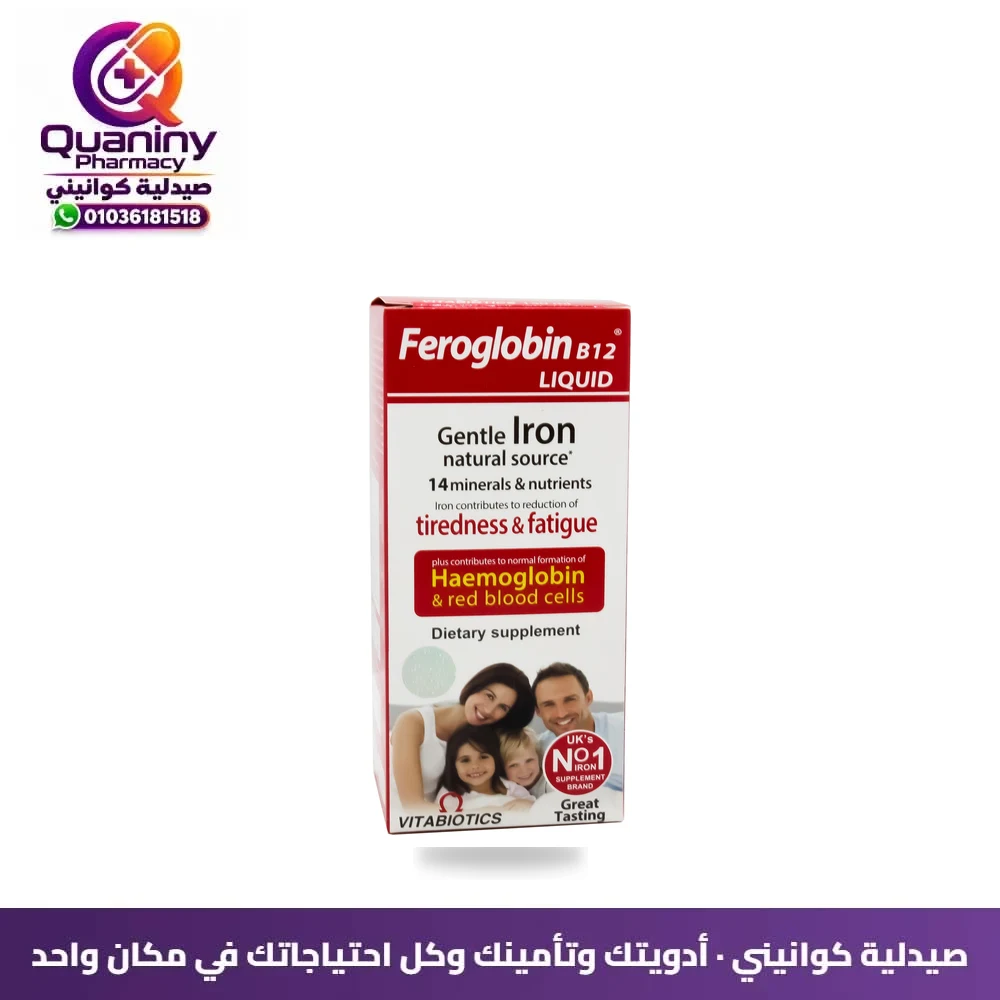 Quaniny
Pharmacy
صيدلية كوانيني
01036181518
Feroglobin B12®
LIQUID
Gentle Iron
natural source*
14 minerals & nutrients
Iron contributes to reduction of
tiredness & fatigue
plus contributes to normal formation of
Haemoglobin
& red blood cells
Dietary supplement
UK's
No1
IRON
SUPPLEMENT
BRAND
Great
Tasting
VITABIOTICS
صيدلية كوانيني · أدويتك وتأمينك وكل احتياجاتك في مكان واحد